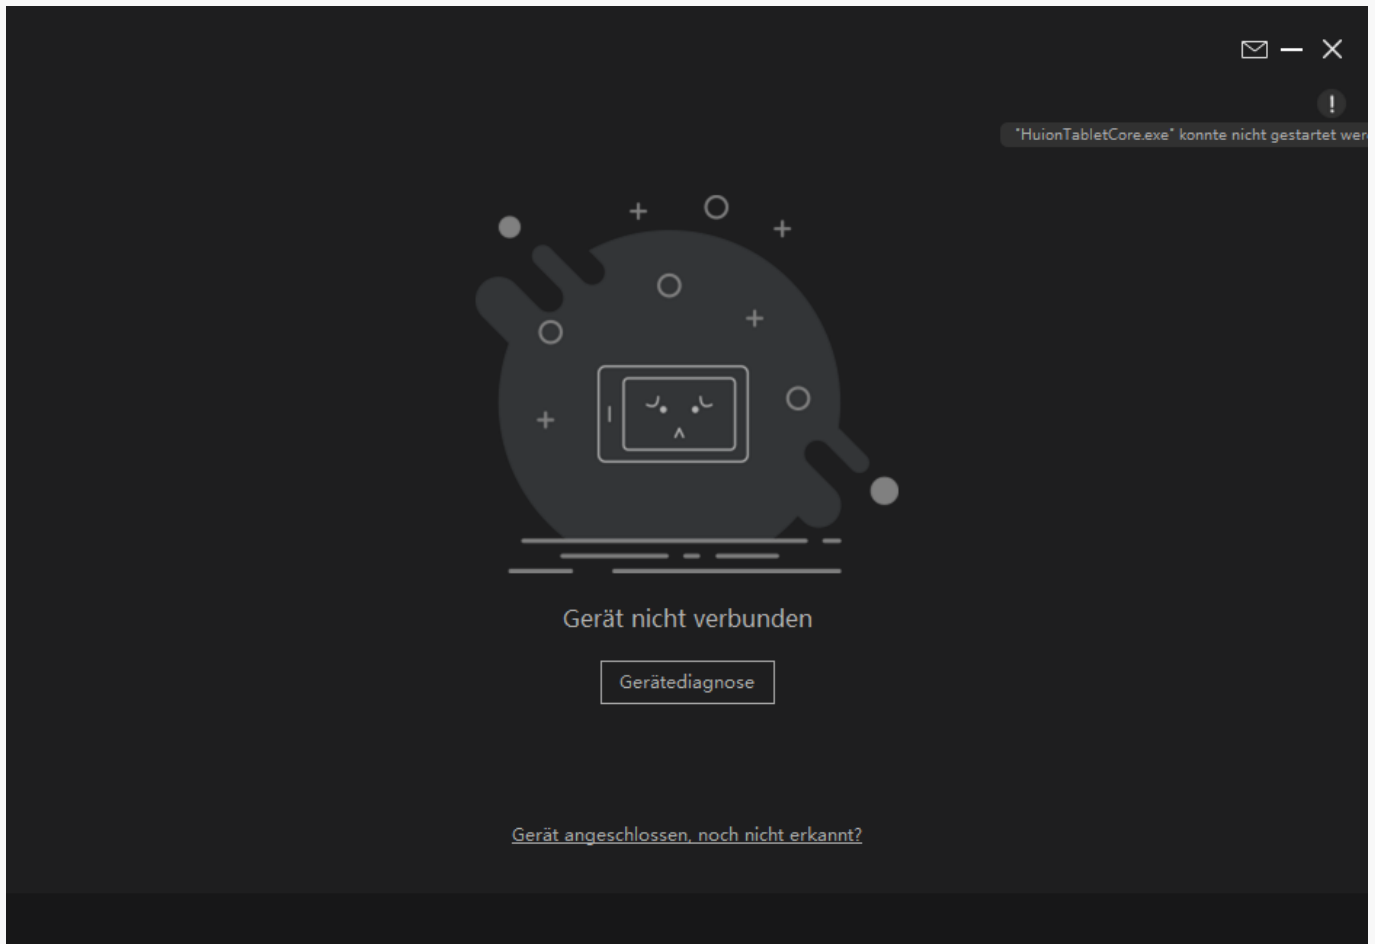 "HuionTabletCore.exe" konnte nicht gestartet
Gerät nicht verbunden
Gerätediagnose
Gerät angeschlossen, noch nicht erkannt?